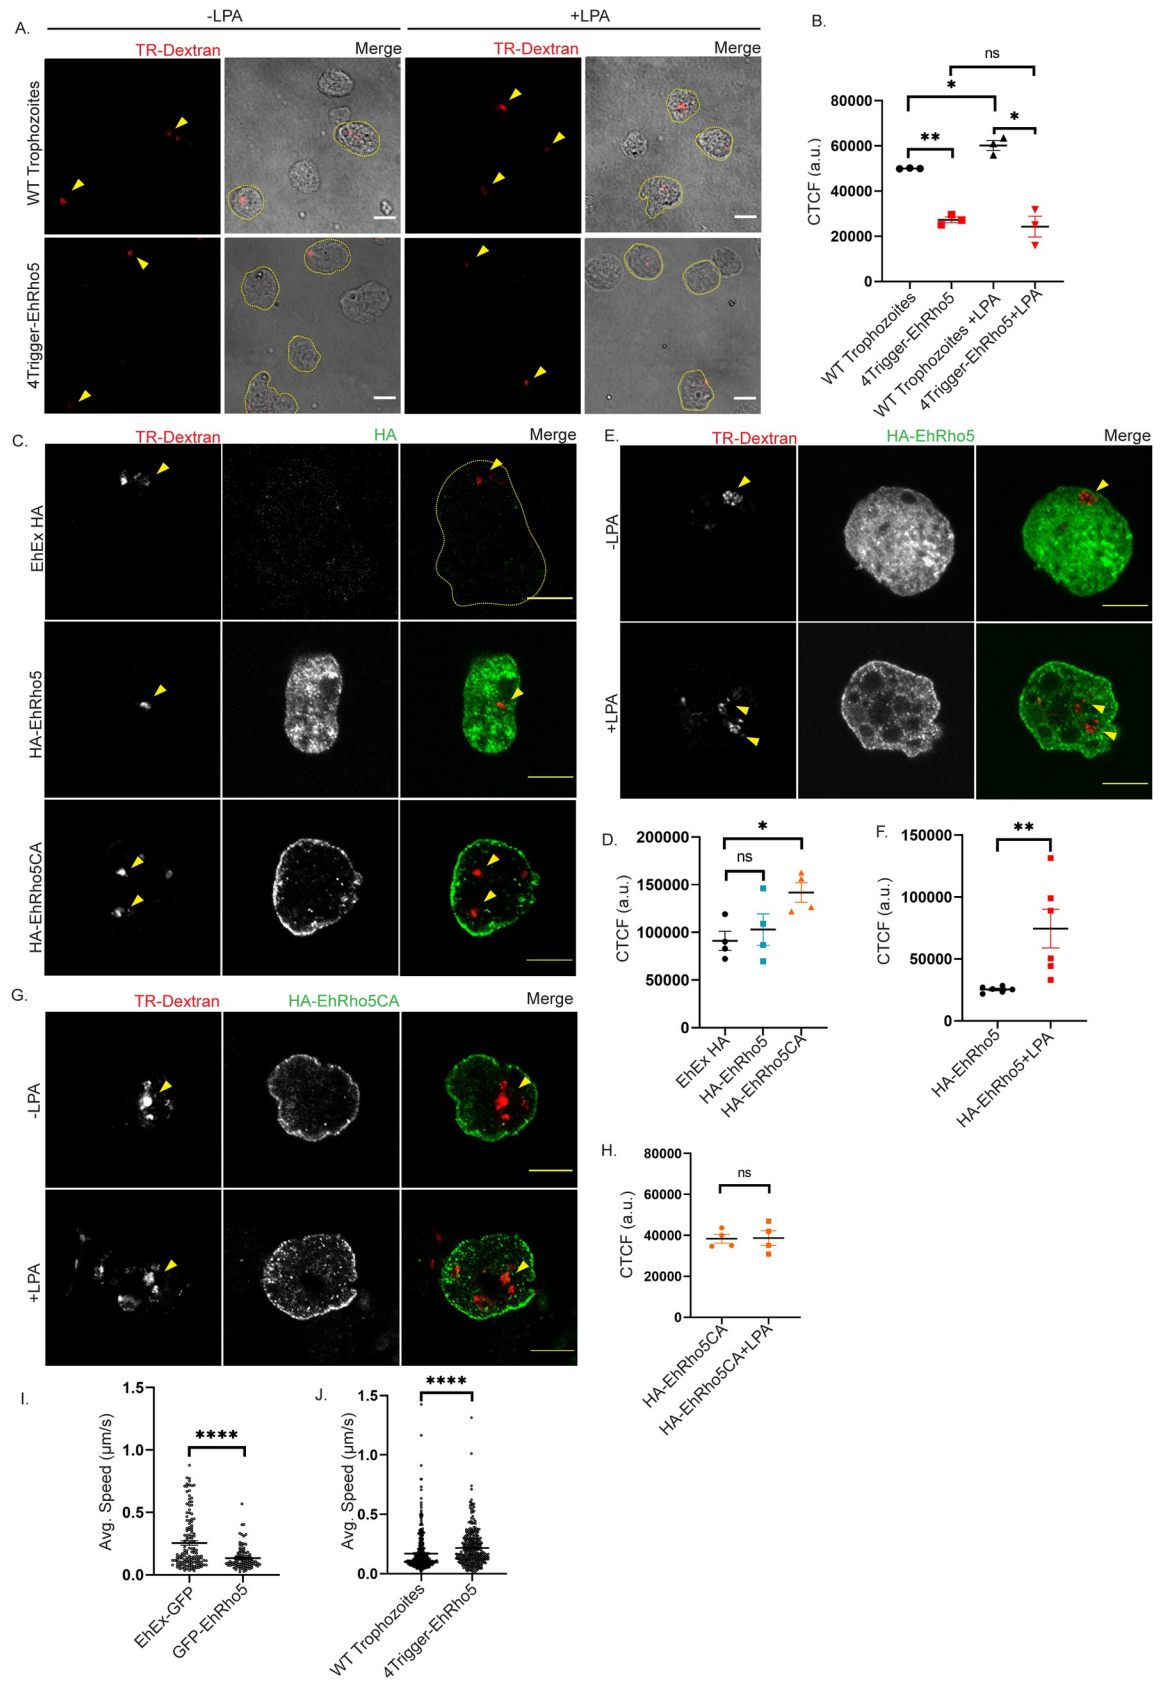 A.
-LPA
+LPA
TR-Dextran
Merge
TR-Dextran
Merge
WT Trophozoites
4Trigger-EhRho5
B.
ns
*
*
**
80000
60000
40000
20000
0
CTCF (a.u.)
WT Trophozoites
4Trigger-EhRho5
WT Trophozoites +LPA
4Trigger-EhRho5+LPA
C.
TR-Dextran
HA
Merge
EhEx HA
HA-EhRho5
HA-EhRho5CA
E.
TR-Dextran
HA-EhRho5
Merge
-LPA
+LPA
D.
*
ns
200000
150000
100000
50000
0
CTCF (a.u.)
EhEx HA
HA-EhRho5
HA-EhRho5CA
F.
**
150000
100000
50000
0
CTCF (a.u.)
HA-EhRho5
HA-EhRho5+LPA
G.
TR-Dextran
HA-EhRho5CA
Merge
-LPA
+LPA
H.
ns
80000
60000
40000
20000
0
CTCF (a.u.)
HA-EhRho5CA
HA-EhRho5CA+LPA
I.
****
1.5
1.0
0.5
0.0
Avg. Speed (µm/s)
EhEx-GFP
GFP-EhRho5
J.
****
1.5
1.0
0.5
0.0
Avg. Speed (µm/s)
WT Trophozoites
4Trigger-EhRho5